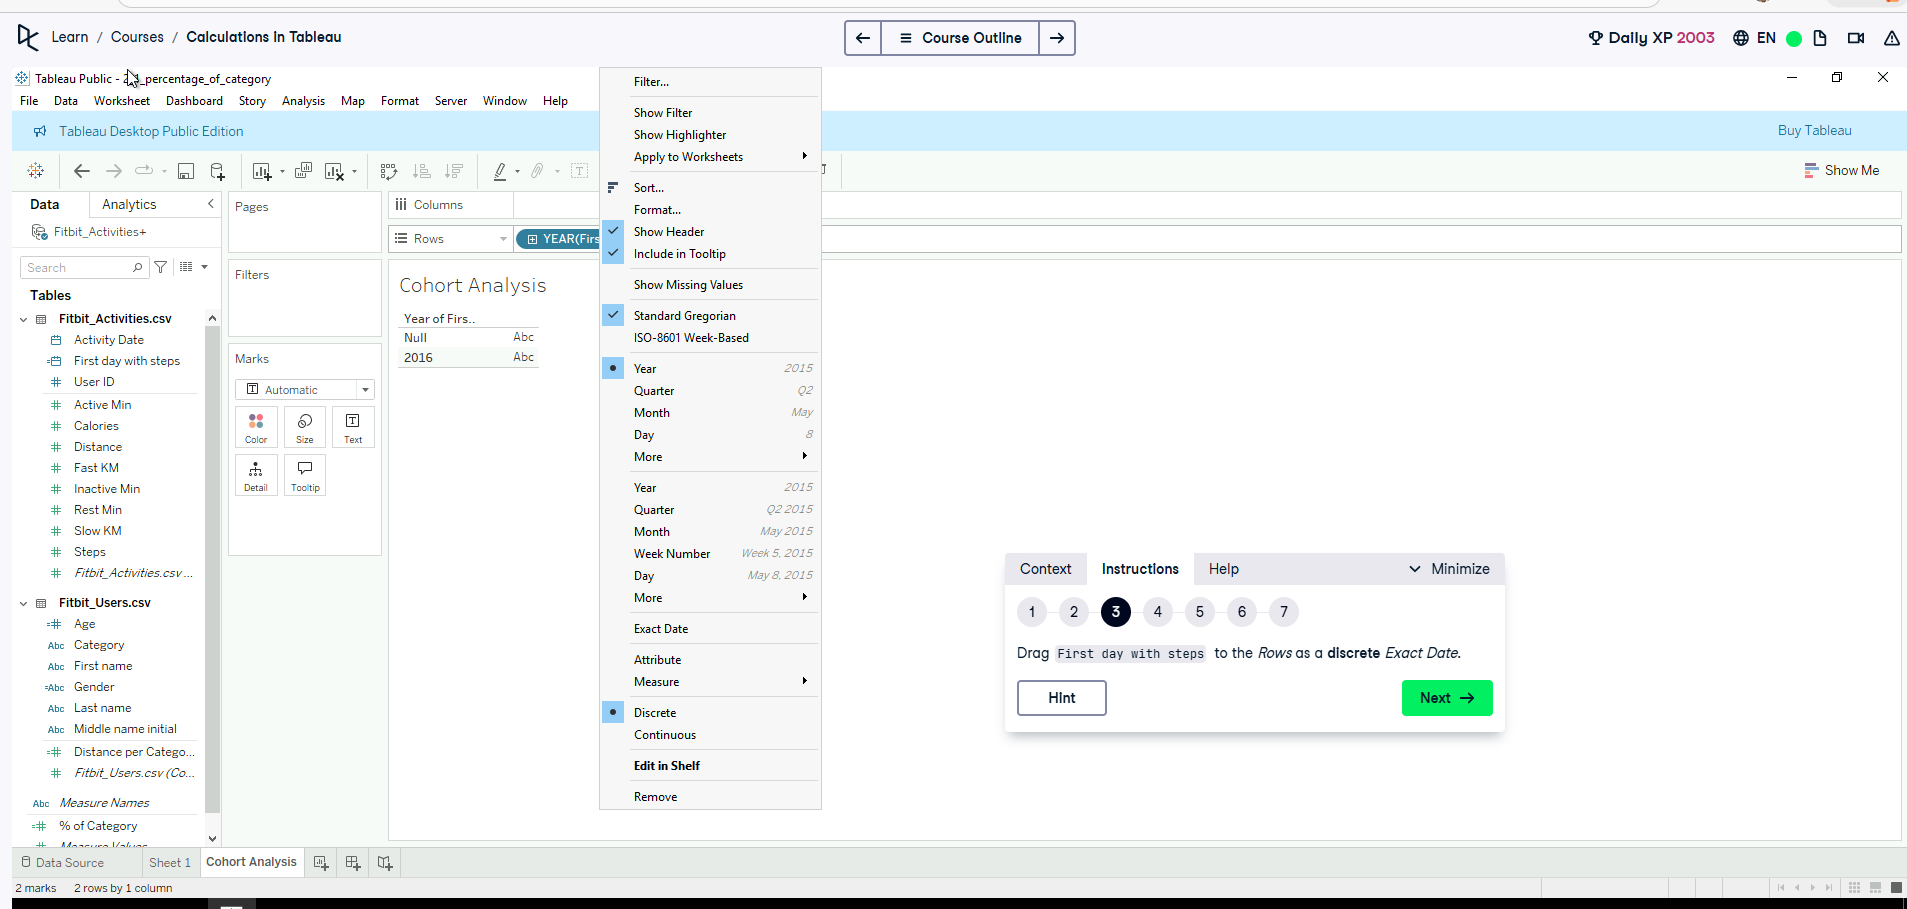 Learn / Courses / Calculations in Tableau
Course Outline
Daily XP 2003 EN
Tableau Public - percentage_of_category
File Data Worksheet Dashboard Story Analysis Map Format Server Window Help
Tableau Desktop Public Edition
Buy Tableau
Show Me
Data Analytics
Fitbit_Activities+
Search
Tables
Fitbit_Activities.csv
Activity Date
First day with steps
User ID
Active Min
Calories
Distance
Fast KM
Inactive Min
Rest Min
Slow KM
Steps
Fitbit_Activities.csv ...
Fitbit_Users.csv
Age
Abc Category
Abc First name
=Abc Gender
Abc Last name
Abc Middle name initial
Distance per Catego...
Fitbit_Users.csv (Co...
Abc Measure Names
% of Category
Measure Values
Pages
Filters
Marks
Automatic
Color Size Text
Detail Tooltip
Columns
Rows
YEAR(Firs
Cohort Analysis
Year of Firs..
Null Abc
2016 Abc
Filter...
Show Filter
Show Highlighter
Apply to Worksheets
Sort...
Format...
Show Header
Include in Tooltip
Show Missing Values
Standard Gregorian
ISO-8601 Week-Based
Year 2015
Quarter Q2
Month May
Day 8
More
Year 2015
Quarter Q2 2015
Month May 2015
Week Number Week 5, 2015
Day May 8, 2015
More
Exact Date
Attribute
Measure
Discrete
Continuous
Edit in Shelf
Remove
Context Instructions Help Minimize
1 2 3 4 5 6 7
Drag First day with steps to the Rows as a discrete Exact Date.
Hint
Next
Data Source Sheet 1 Cohort Analysis
2 marks 2 rows by 1 column